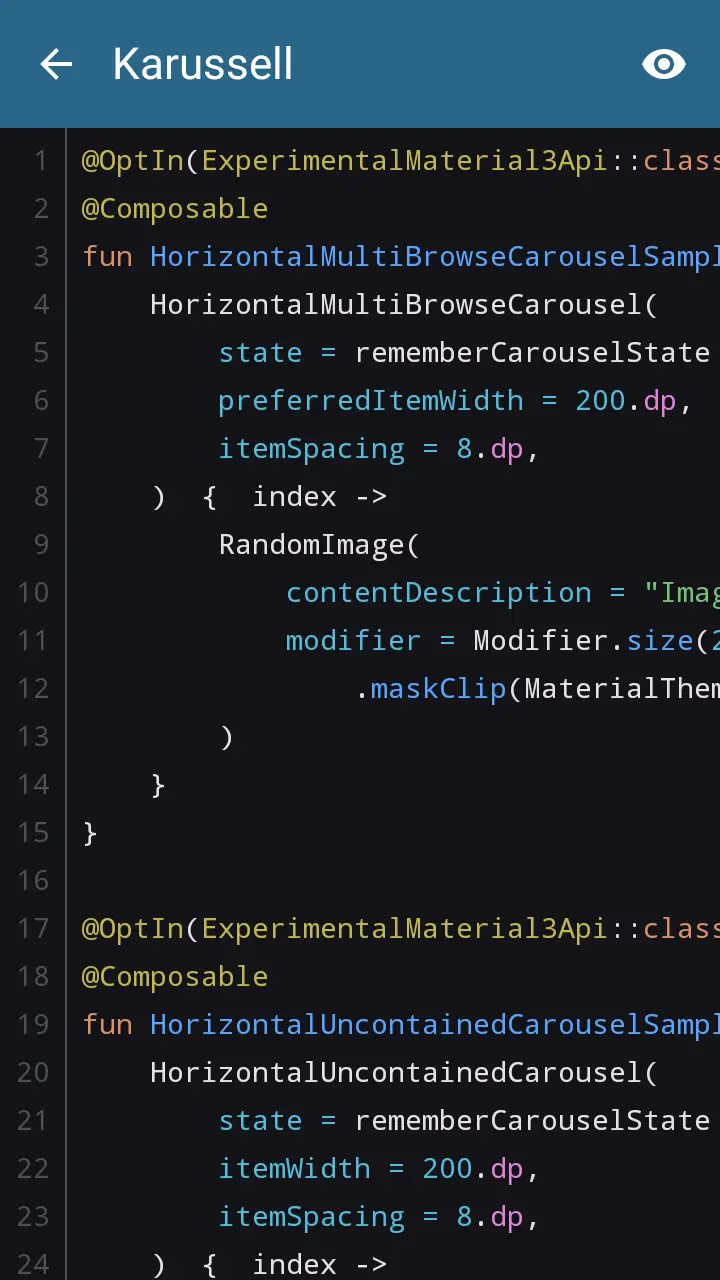 Karussell
1 @OptIn(ExperimentalMaterial3Api::class
2 @Composable
3 fun HorizontalMultiBrowseCarouselSampl
4 HorizontalMultiBrowseCarousel(
5 state = rememberCarouselState
6 preferredItemWidth = 200.dp,
7 itemSpacing = 8.dp,
8 ) { index ->
9 RandomImage(
10 contentDescription = "Imag
11 modifier = Modifier.size(2
12 .maskClip(MaterialThem
13 )
14 }
15 }
16
17 @OptIn(ExperimentalMaterial3Api::class
18 @Composable
19 fun HorizontalUncontainedCarouselSampl
20 HorizontalUncontainedCarousel(
21 state = rememberCarouselState
22 itemWidth = 200.dp,
23 itemSpacing = 8.dp,
24 ) { index ->